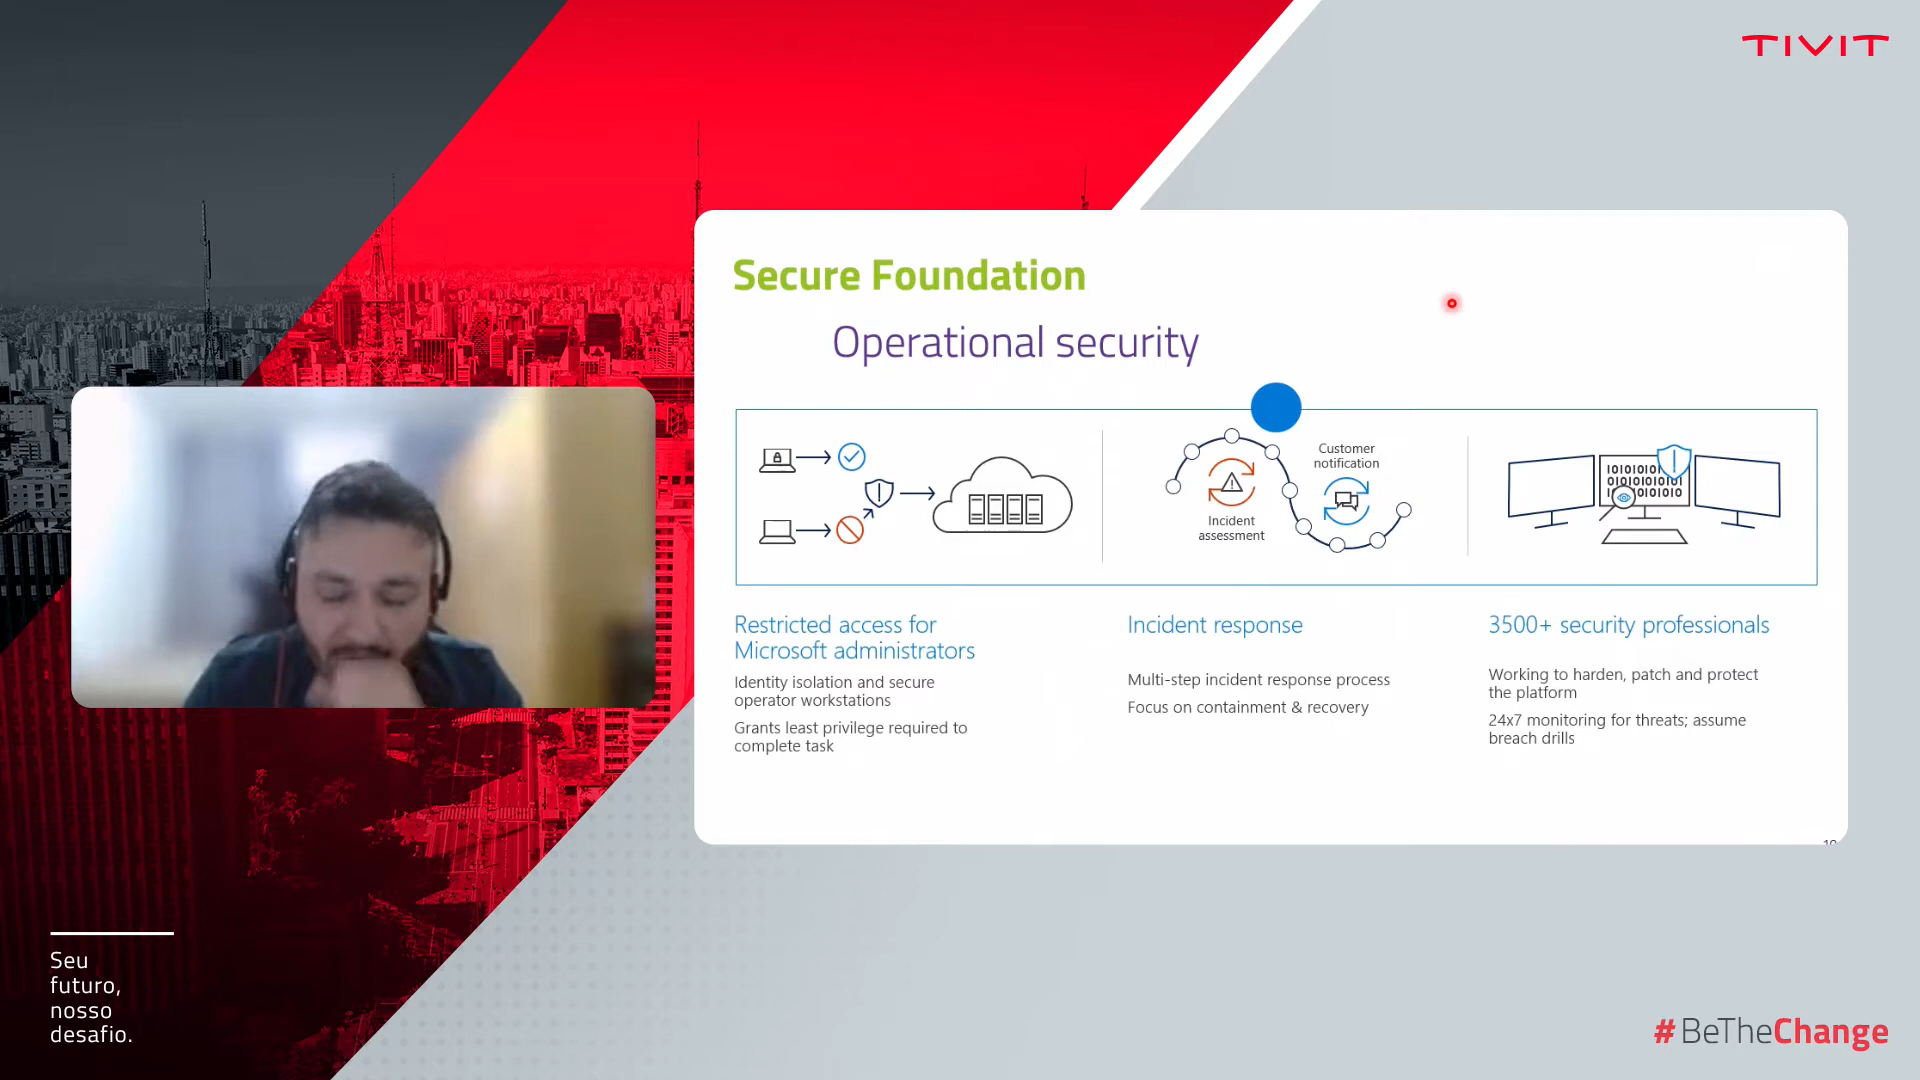 TIVIT
Secure Foundation
Operational security
Incident
assessment
Customer
notification
10101010
010101010
01010
Restricted access for
Microsoft administrators
Identity isolation and secure
operator workstations
Grants least privilege required to
complete task
Incident response
Multi-step incident response process
Focus on containment & recovery
3500+ security professionals
Working to harden, patch and protect
the platform
24x7 monitoring for threats; assume
breach drills
Seu
futuro,
nosso
desafio.
#BeTheChange